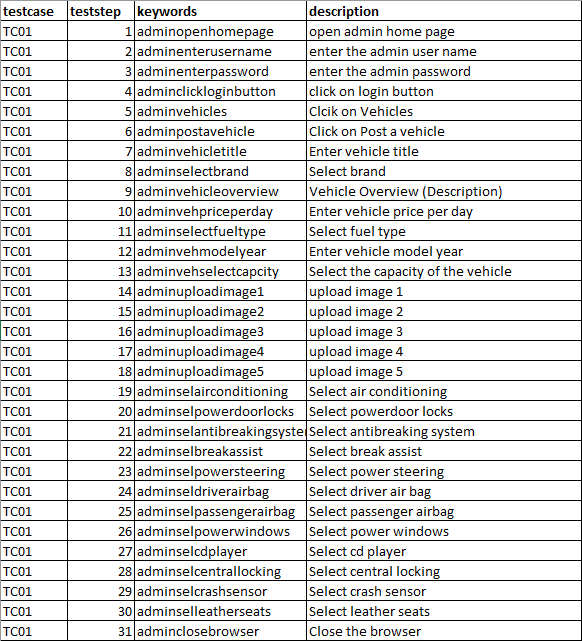 testcase teststep keywords description
TC01 1 adminopenhomepage open admin home page
TC01 2 adminenterusername enter the admin user name
TC01 3 adminenterpassword enter the admin password
TC01 4 adminclickloginbutton click on login button
TC01 5 adminvehicles Clcik on Vehicles
TC01 6 adminpostavehicle Click on Post a vehicle
TC01 7 adminvehicletitle Enter vehicle title
TC01 8 adminselectbrand Select brand
TC01 9 adminvehicleoverview Vehicle Overview (Description)
TC01 10 adminvehpriceperday Enter vehicle price per day
TC01 11 adminselectfueltype Select fuel type
TC01 12 adminvehmodelyear Enter vehicle model year
TC01 13 adminvehselectcapcity Select the capacity of the vehicle
TC01 14 adminuploadimage1 upload image 1
TC01 15 adminuploadimage2 upload image 2
TC01 16 adminuploadimage3 upload image 3
TC01 17 adminuploadimage4 upload image 4
TC01 18 adminuploadimage5 upload image 5
TC01 19 adminselairconditioning Select air conditioning
TC01 20 adminselpowerdoorlocks Select powerdoor locks
TC01 21 adminselantibreakingsyste Select antibreaking system
TC01 22 adminselbreakassist Select break assist
TC01 23 adminselpowersteering Select power steering
TC01 24 adminseldriverairbag Select driver air bag
TC01 25 adminselpassengerairbag Select passenger airbag
TC01 26 adminselpowerwindows Select power windows
TC01 27 adminselcdplayer Select cd player
TC01 28 adminselcentrallocking Select central locking
TC01 29 adminselcrashsensor Select crash sensor
TC01 30 adminselleatherseats Select leather seats
TC01 31 adminclosebrowser Close the browser